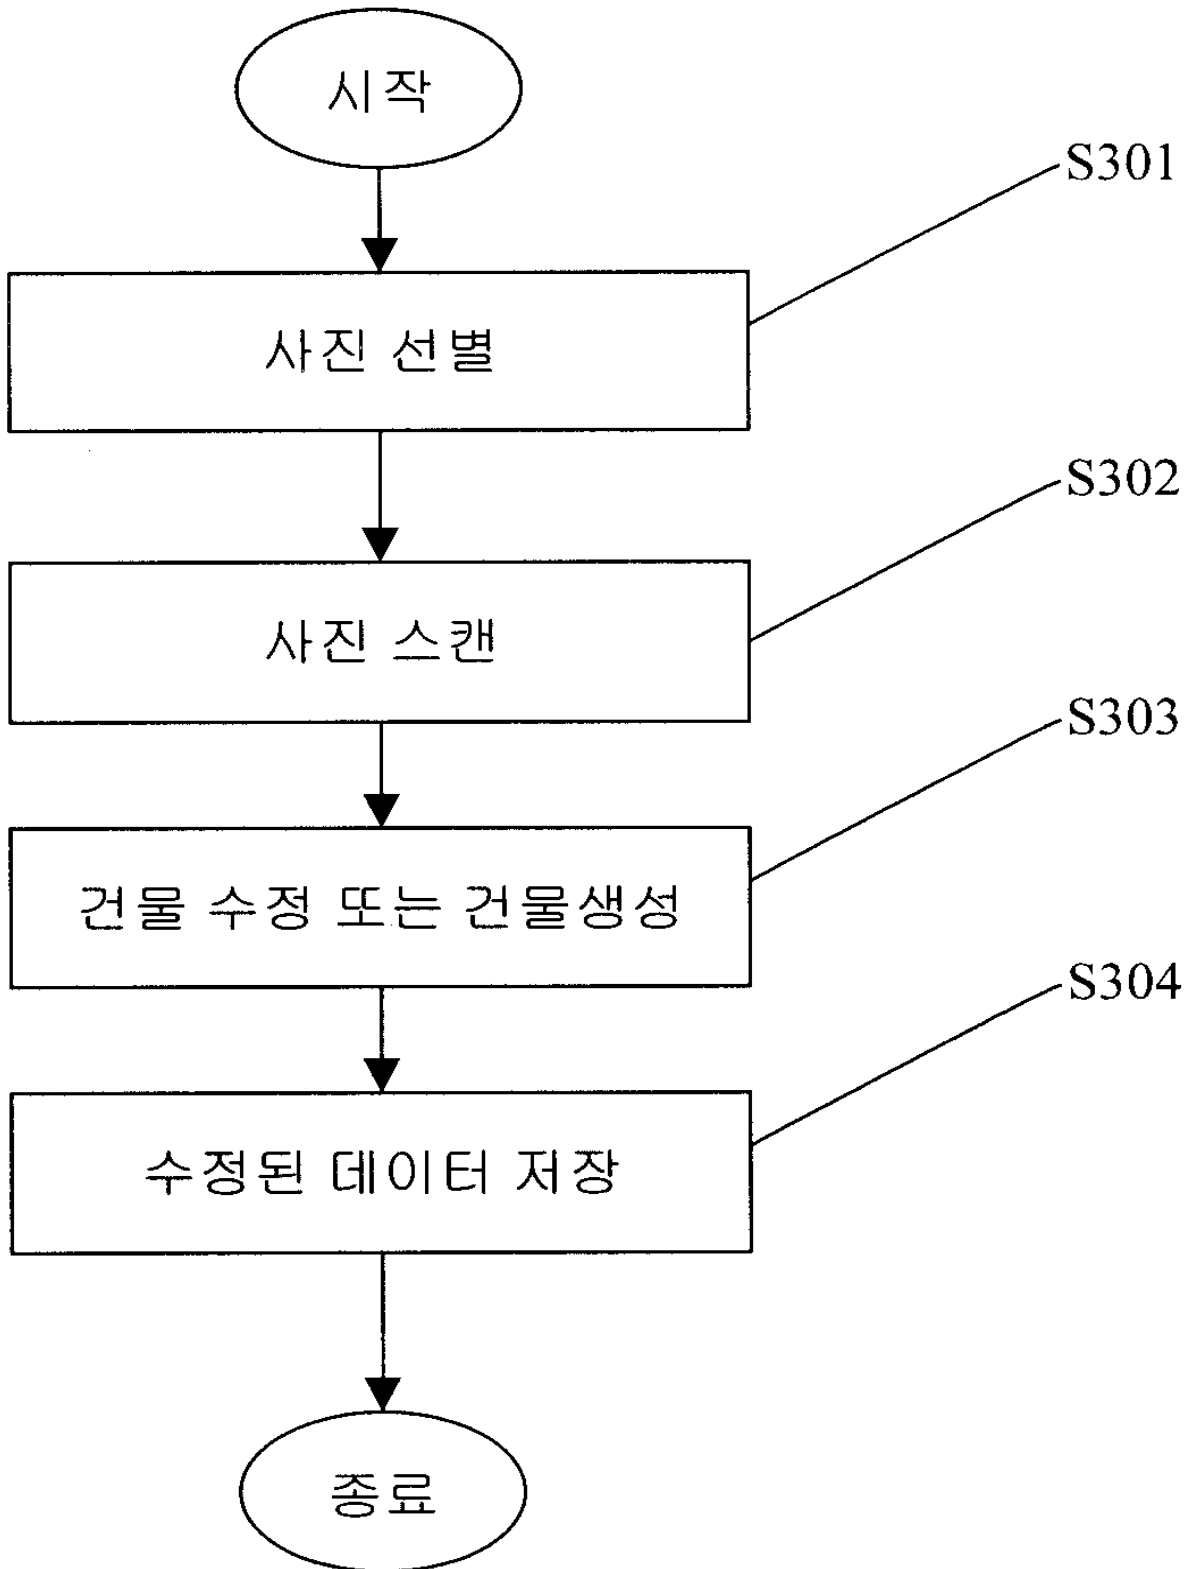 시작
S301
사진 선별
S302
사진 스캔
S303
건물 수정 또는 건물생성
S304
수정된 데이터 저장
종료